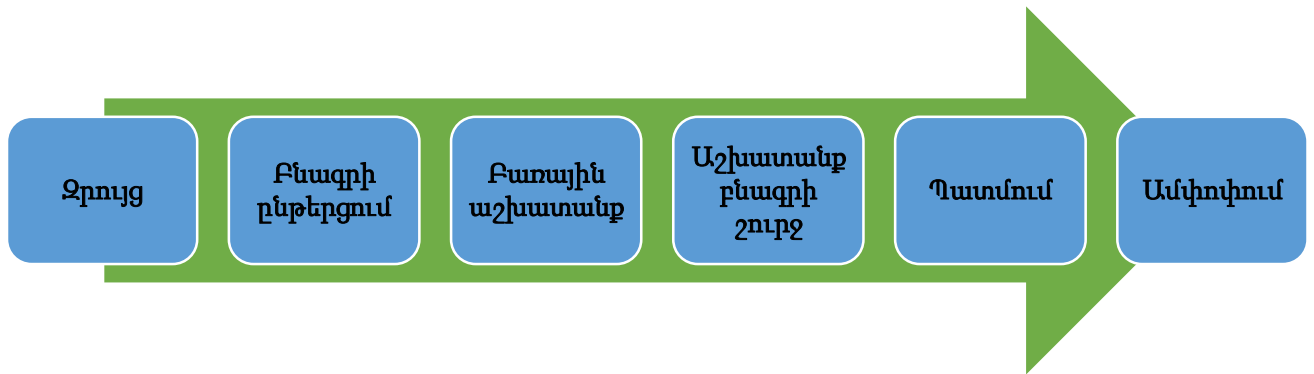 Զրույց
Բնագրի
ընթերցում
Բառային
աշխատանք
Աշխատանք
բնագրի
շուրջ
Պատմում
Ամփոփում